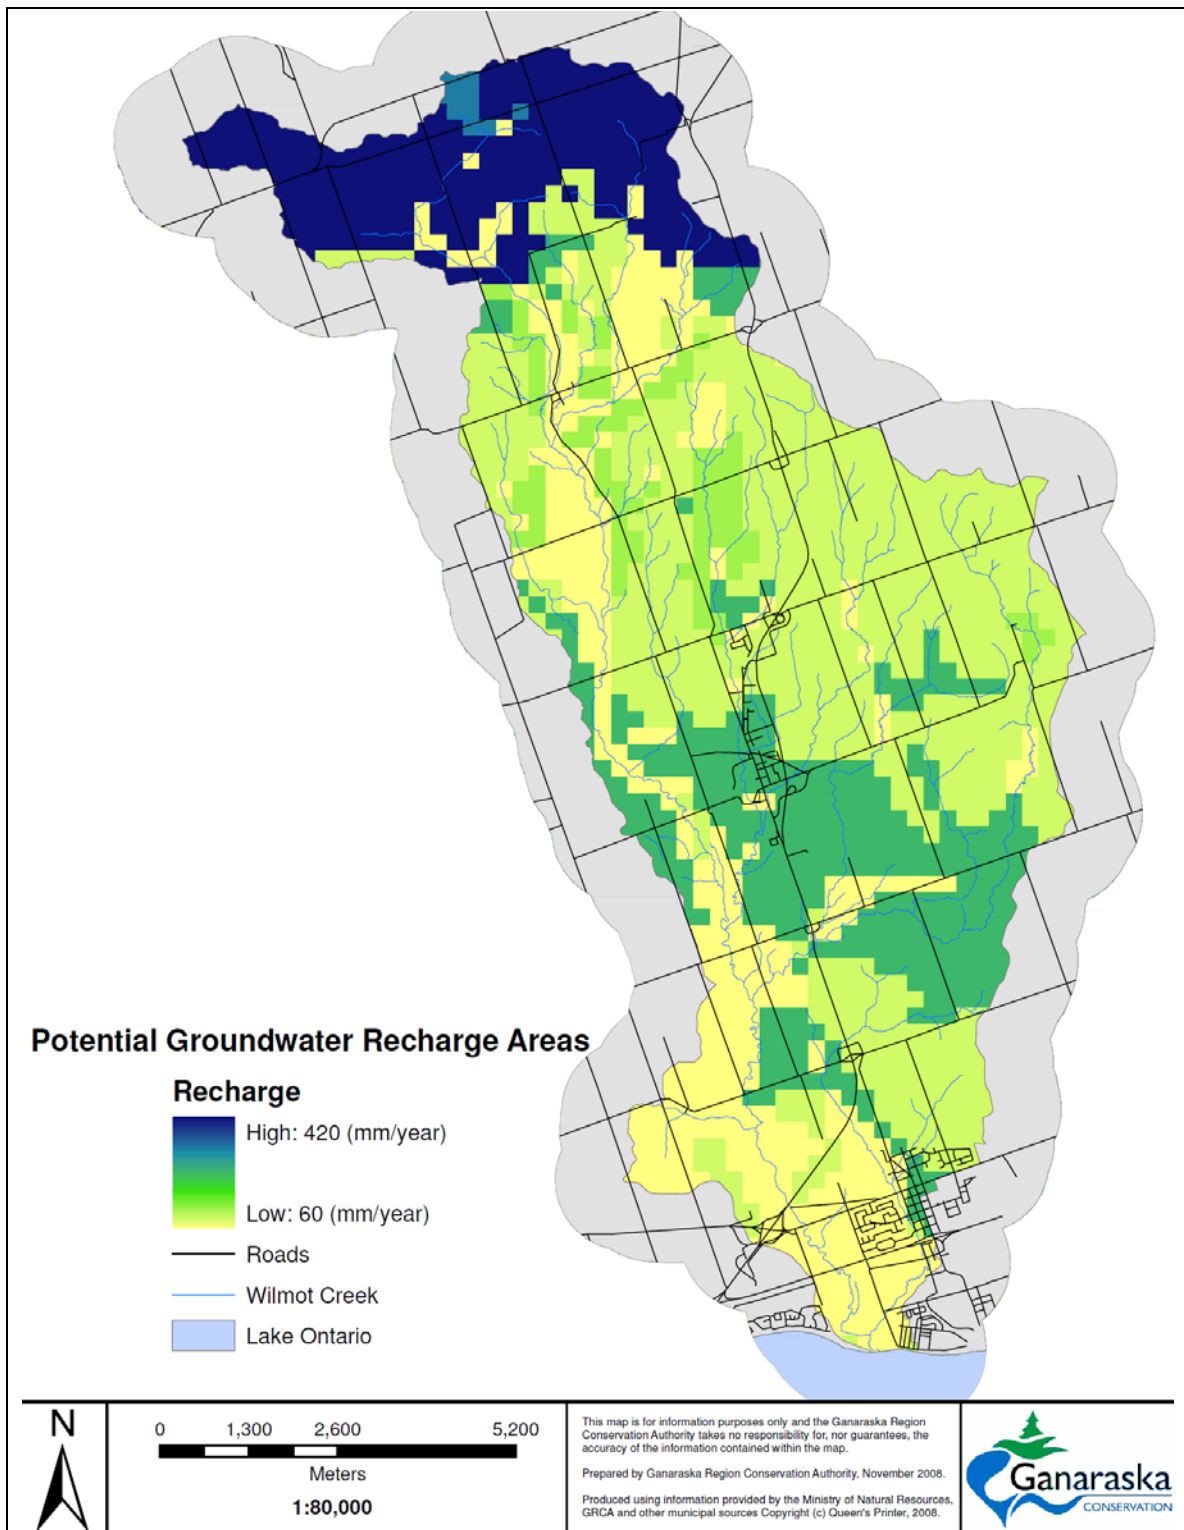 Potential Groundwater Recharge Areas
Recharge
High: 420 (mm/year)
Low: 60 (mm/year)
Roads
Wilmot Creek
Lake Ontario
N
0 1,300 2,600 5,200
Meters
1:80,000
This map is for information purposes only and the Ganaraska Region
Conservation Authority takes no responsibility for, nor guarantees, the
accuracy of the information contained within the map.
Prepared by Ganaraska Region Conservation Authority, November 2008.
Produced using information provided by the Ministry of Natural Resources,
GRCA and other municipal sources Copyright (c) Queen's Printer, 2008.
Ganaraska
CONSERVATION